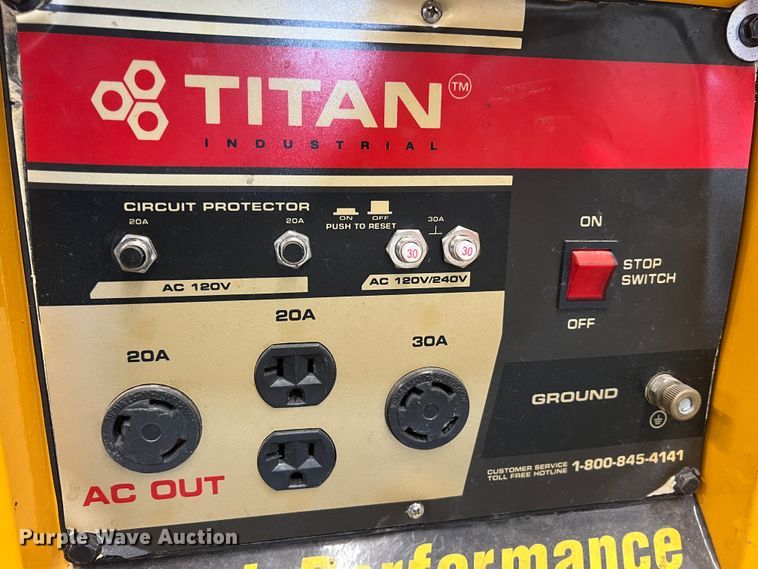 TITAN TM
INDUSTRIAL
CIRCUIT PROTECTOR
20A 20A ON OFF 30A
PUSH TO RESET
30 30
AC 120V AC 120V/240V
ON
STOP
SWITCH
OFF
20A 20A 30A
GROUND
AC OUT
CUSTOMER SERVICE
TOLL FREE HOTLINE 1-800-845-4141
Performance
Purple Wave Auction